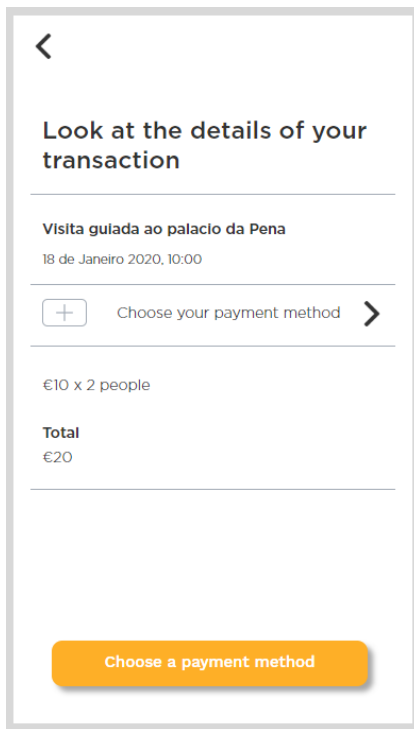 Look at the details of your
transaction
Visita guiada ao palacio da Pena
18 de Janeiro 2020, 10:00
Choose your payment method
€10 x 2 people
Total
€20
Choose a payment method